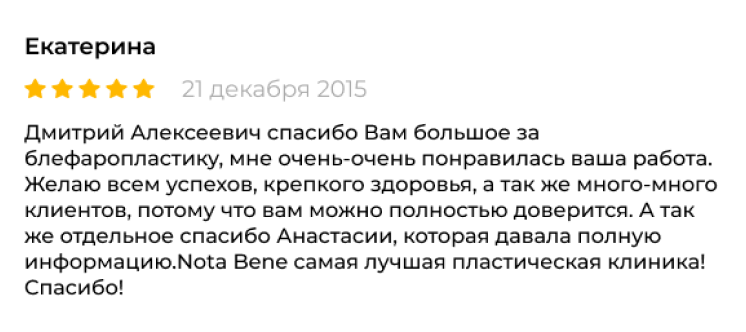 Екатерина
21 декабря 2015
Дмитрий Алексеевич спасибо Вам большое за
блефаропластику, мне очень-очень понравилась ваша работа.
Желаю всем успехов, крепкого здоровья, а так же много-много
клиентов, потому что вам можно полностью доверится. А так
же отдельное спасибо Анастасии, которая давала полную
информацию.Nota Bene самая лучшая пластическая клиника!
Спасибо!